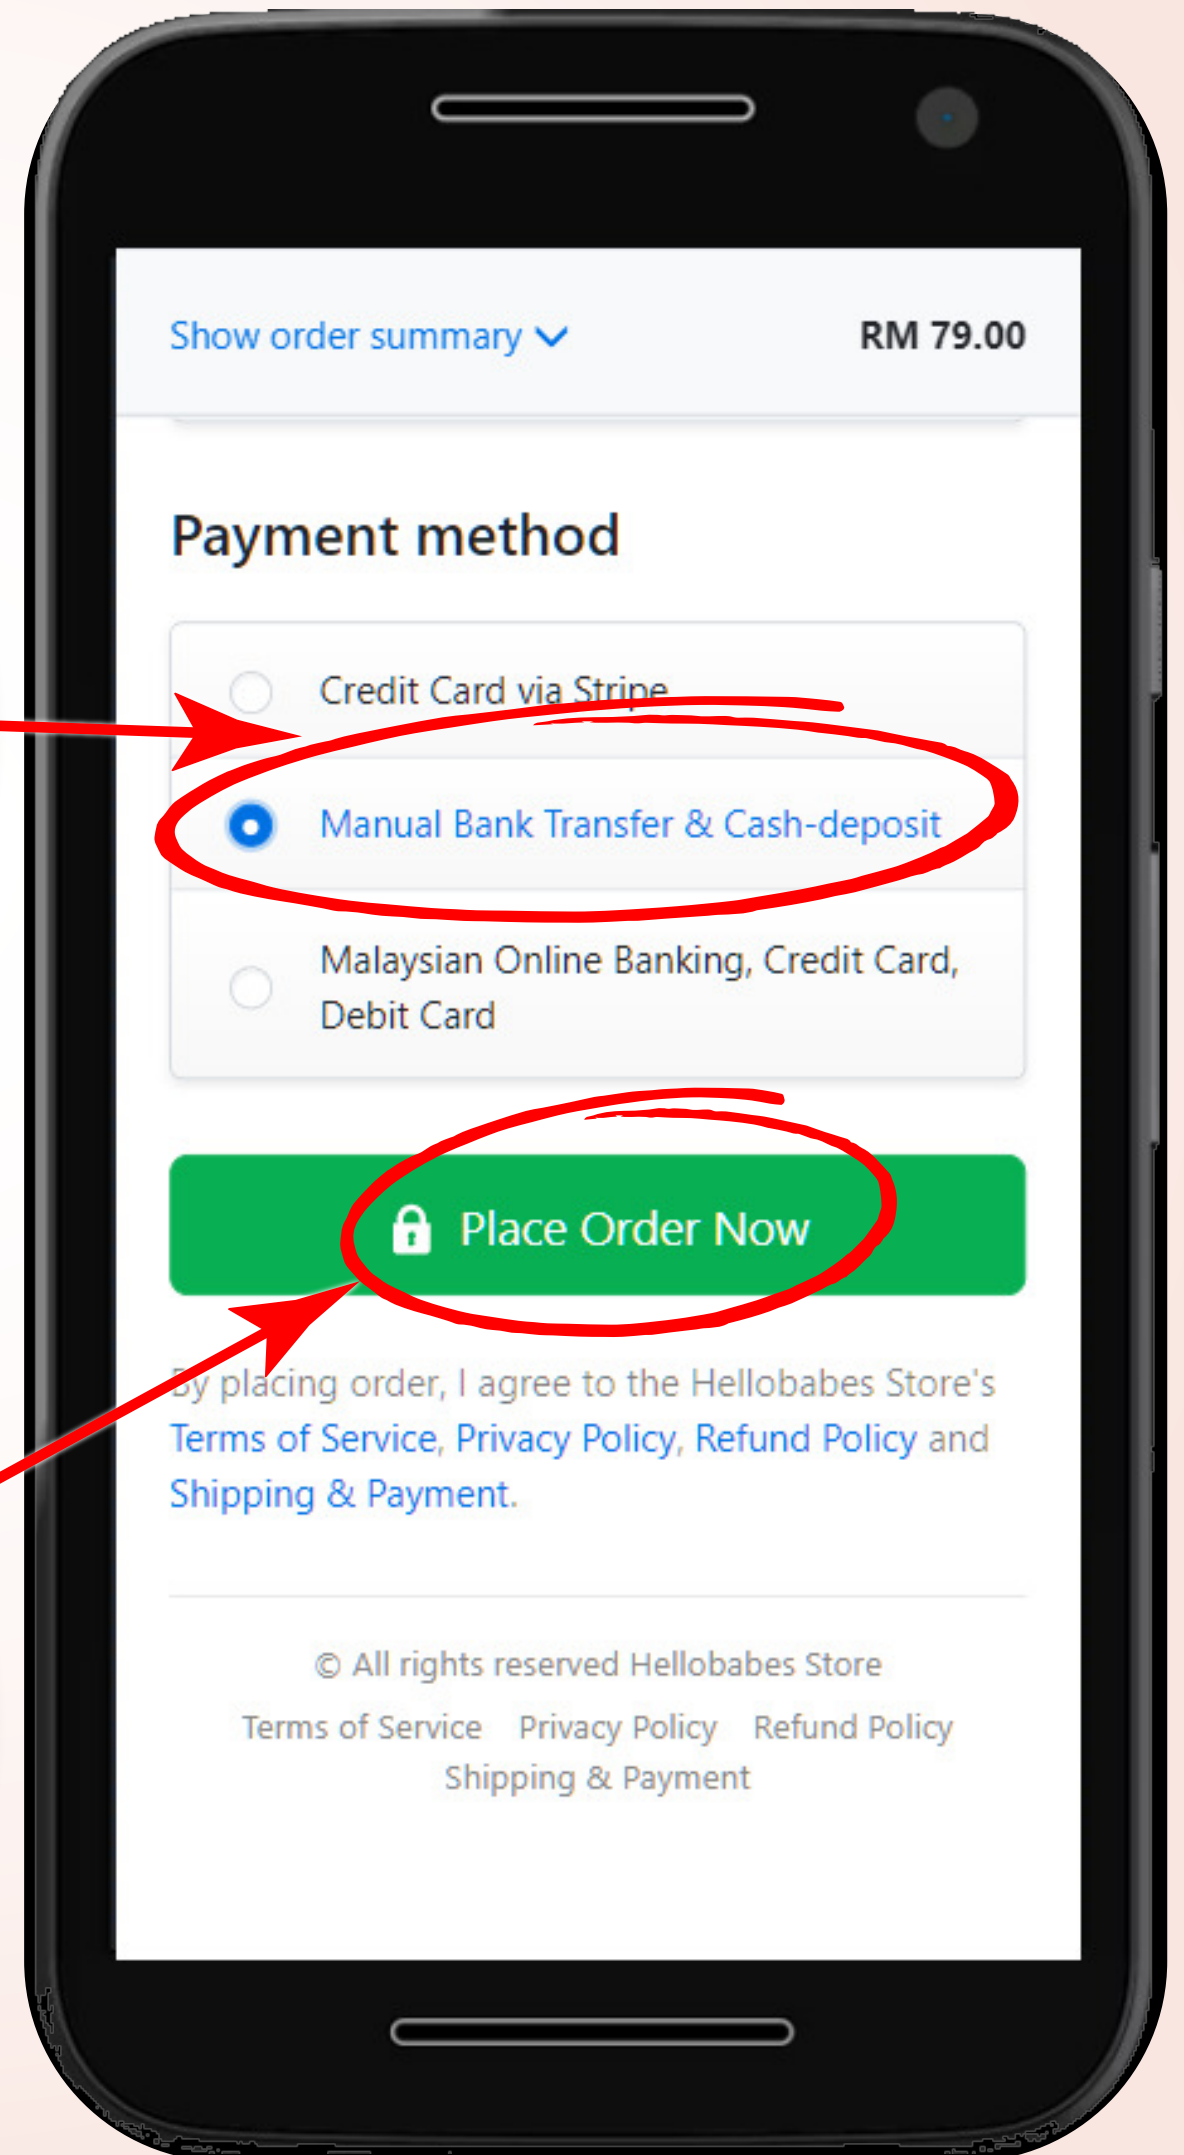 Show order summary
RM 79.00
Payment method
Credit Card via Stripe
Manual Bank Transfer & Cash-deposit
Malaysian Online Banking, Credit Card,
Debit Card
Place Order Now
By placing order, I agree to the Hellobabes Store's
Terms of Service, Privacy Policy, Refund Policy and
Shipping & Payment.
© All rights reserved Hellobabes Store
Terms of Service Privacy Policy Refund Policy
Shipping & Payment